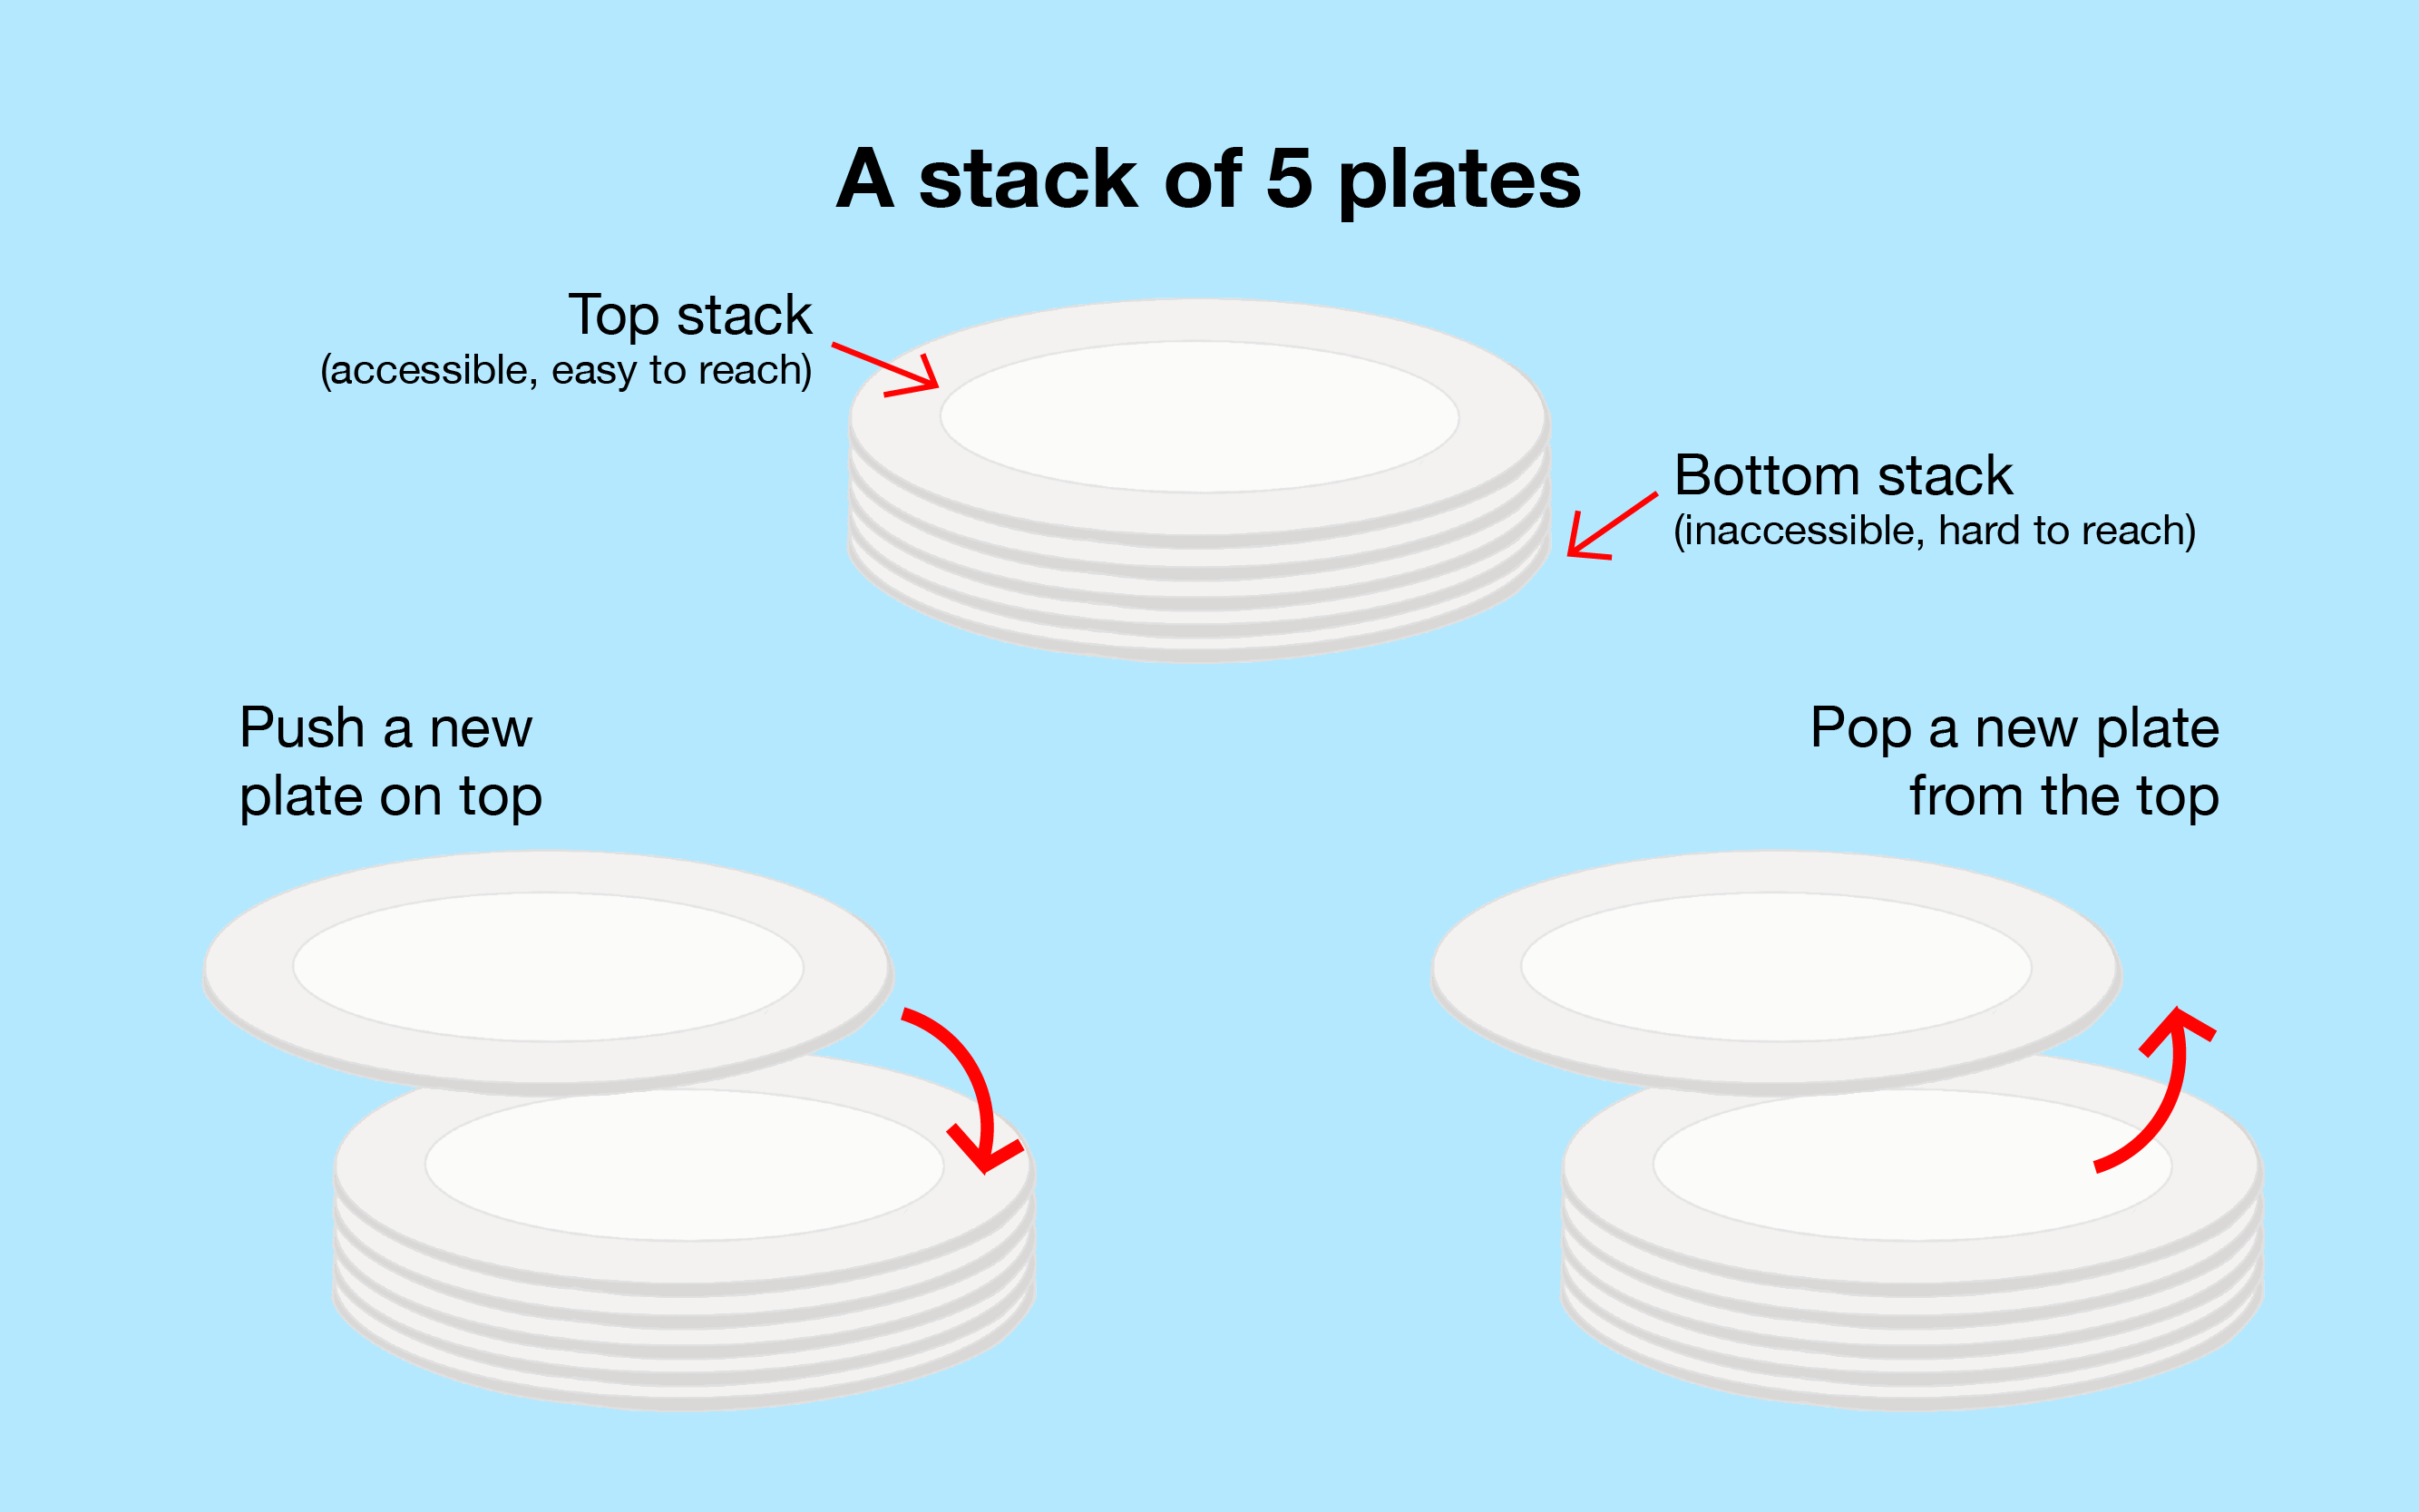 A stack of 5 plates
Top stack
(accessible, easy to reach)
Bottom stack
(inaccessible, hard to reach)
Push a new
plate on top
Pop a new plate
from the top